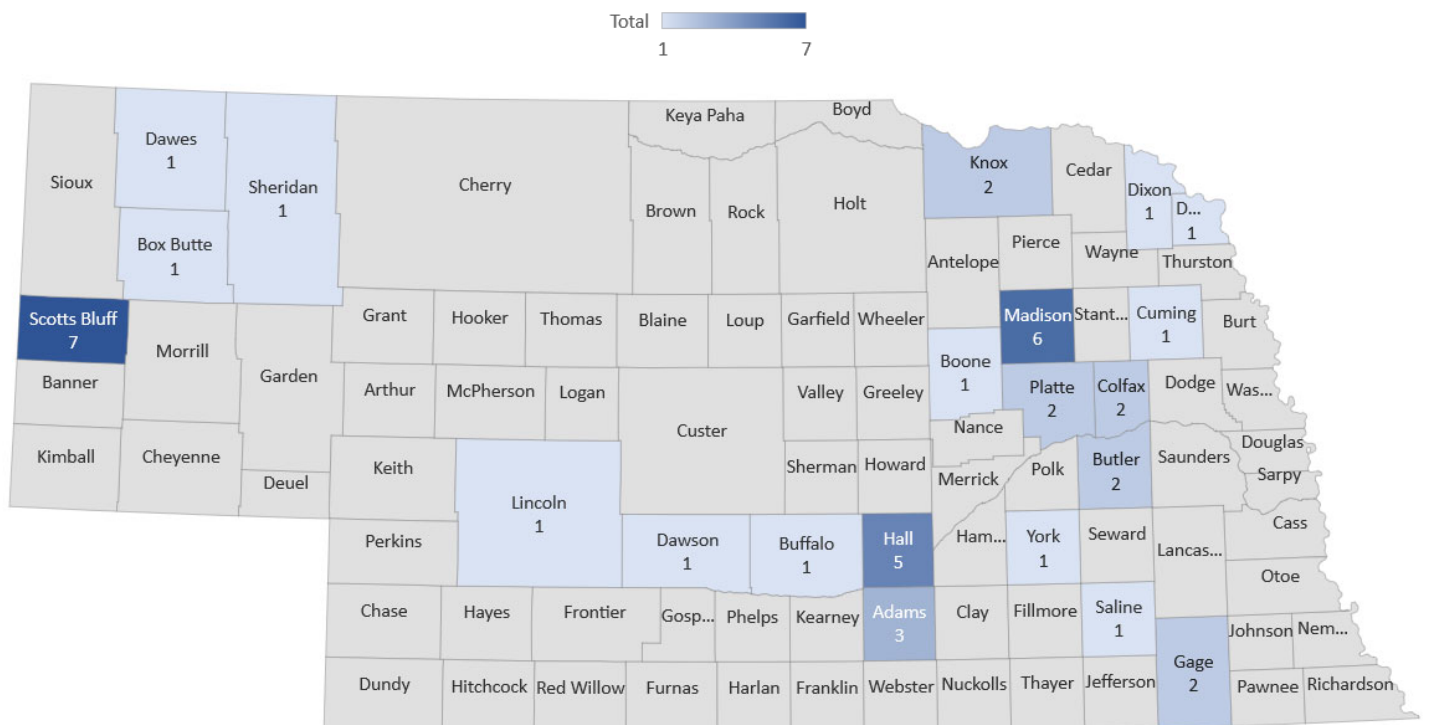 Total
1
7
Keya Paha
Boyd
Dawes
1
Sioux
Sheridan
1
Cherry
Knox
2
Cedar
Dixon
1
D...
1
Brown
Rock
Holt
Box Butte
1
Antelope
Pierce
Wayne
Thurston
Scotts Bluff
7
Morrill
Garden
Grant
Hooker
Thomas
Blaine
Loup
Garfield
Wheeler
Madison
6
Stant...
Cuming
1
Burt
Banner
Arthur
McPherson
Logan
Custer
Valley
Greeley
Boone
1
Platte
2
Colfax
2
Dodge
Was...
Nance
Kimball
Cheyenne
Deuel
Keith
Lincoln
1
Sherman
Howard
Merrick
Polk
Butler
2
Saunders
Douglas
Sarpy
Perkins
Dawson
1
Buffalo
1
Hall
5
Ham...
York
1
Seward
Lancas...
Cass
Otoe
Chase
Hayes
Frontier
Gosp...
Phelps
Kearney
Adams
3
Clay
Fillmore
Saline
1
Gage
2
Johnson
Nem...
Dundy
Hitchcock
Red Willow
Furnas
Harlan
Franklin
Webster
Nuckolls
Thayer
Jefferson
Pawnee
Richardson